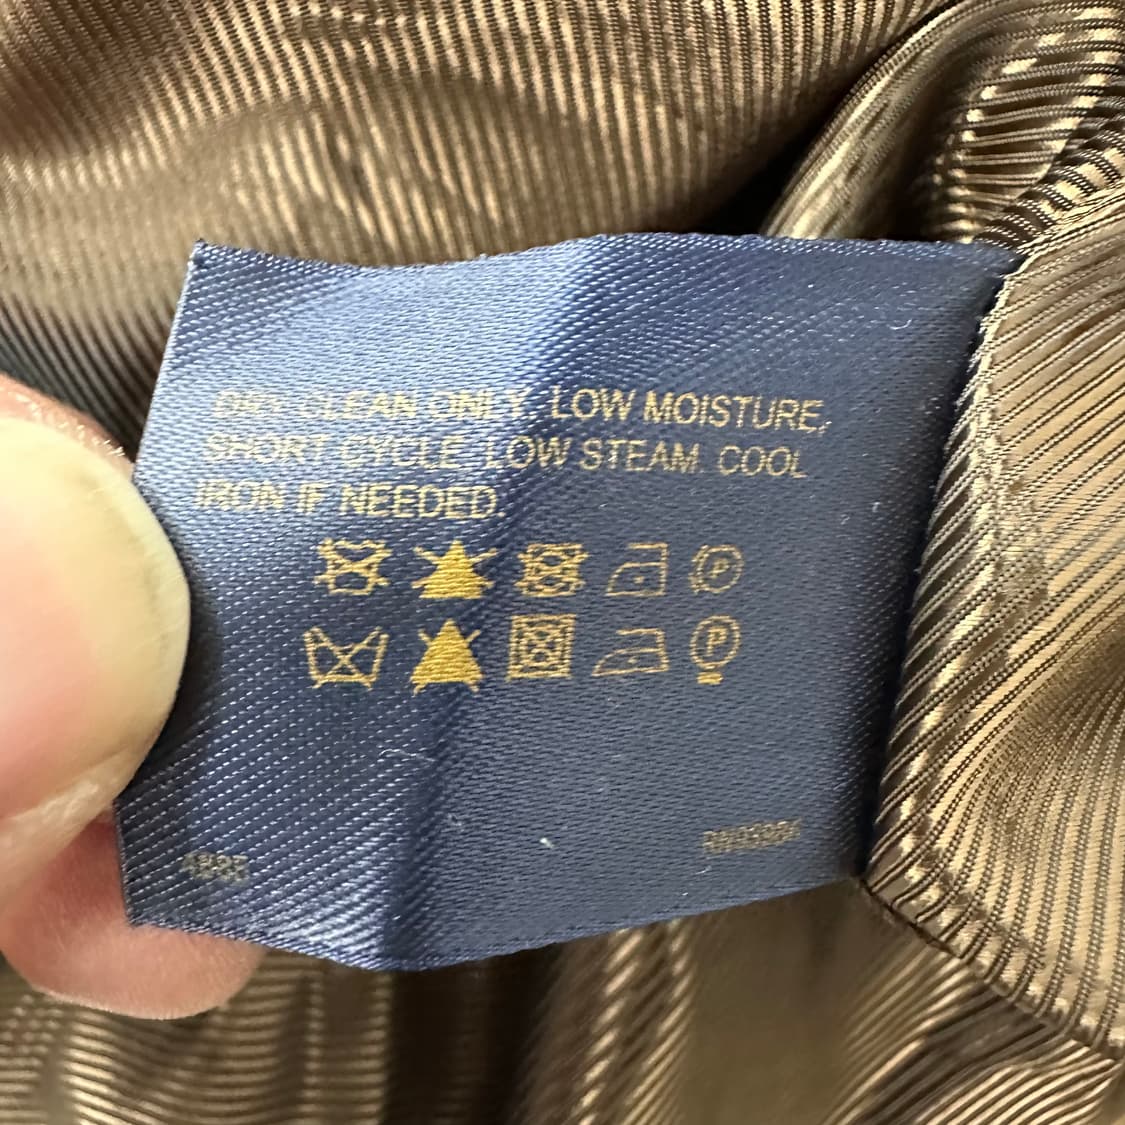 DRY CLEAN ONLY. LOW MOISTURE,
SHORT CYCLE. LOW STEAM. COOL
IRON IF NEEDED.
P
P